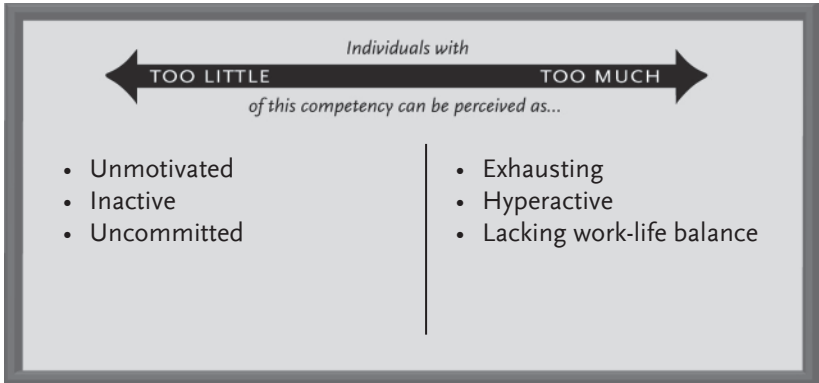 Individuals with
TOO LITTLE TOO MUCH
of this competency can be perceived as...
• Unmotivated
• Inactive
• Uncommitted
• Exhausting
• Hyperactive
• Lacking work-life balance